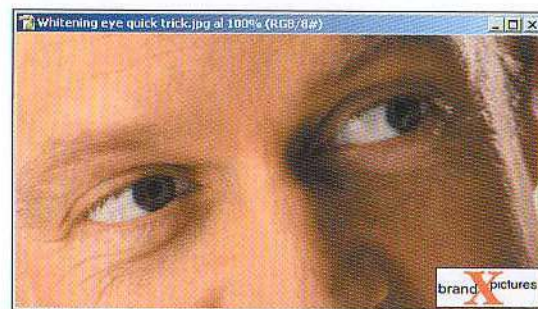 Whitening eye quick trick.jpg al 100% (RGB/8#)
brand X pictures